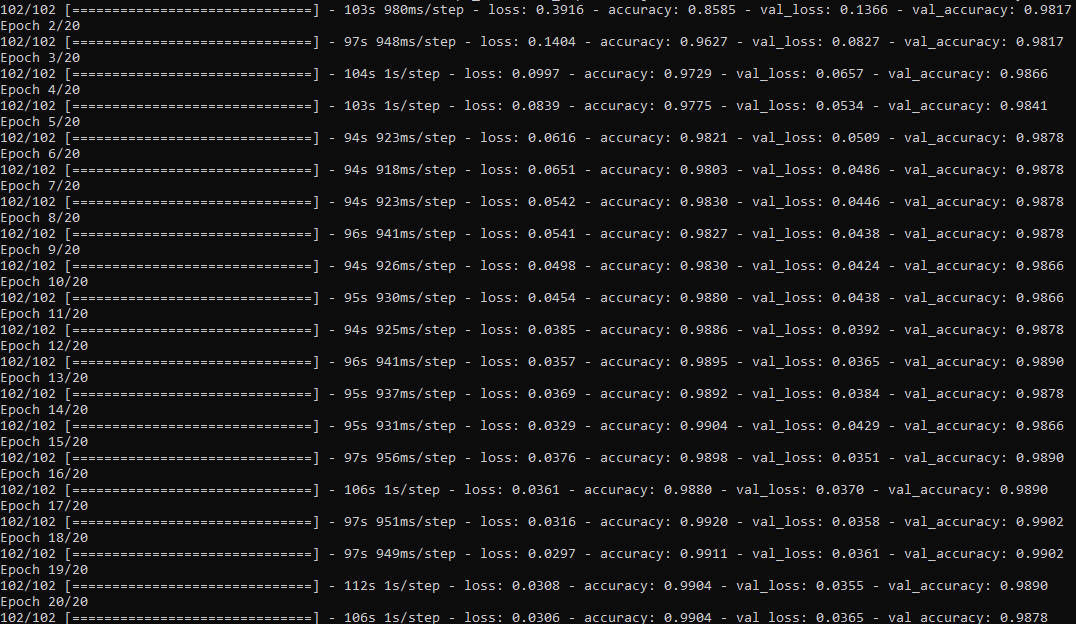 102/102 [==============================] - 103s 980ms/step - loss: 0.3916 - accuracy: 0.8585 - val_loss: 0.1366 - val_accuracy: 0.9817
Epoch 2/20
102/102 [==============================] - 97s 948ms/step - loss: 0.1404 - accuracy: 0.9627 - val_loss: 0.0827 - val_accuracy: 0.9817
Epoch 3/20
102/102 [==============================] - 104s 1s/step - loss: 0.0997 - accuracy: 0.9729 - val_loss: 0.0657 - val_accuracy: 0.9866
Epoch 4/20
102/102 [==============================] - 103s 1s/step - loss: 0.0839 - accuracy: 0.9775 - val_loss: 0.0534 - val_accuracy: 0.9841
Epoch 5/20
102/102 [==============================] - 94s 923ms/step - loss: 0.0616 - accuracy: 0.9821 - val_loss: 0.0509 - val_accuracy: 0.9878
Epoch 6/20
102/102 [==============================] - 94s 918ms/step - loss: 0.0651 - accuracy: 0.9803 - val_loss: 0.0486 - val_accuracy: 0.9878
Epoch 7/20
102/102 [==============================] - 94s 923ms/step - loss: 0.0542 - accuracy: 0.9830 - val_loss: 0.0446 - val_accuracy: 0.9878
Epoch 8/20
102/102 [==============================] - 96s 941ms/step - loss: 0.0541 - accuracy: 0.9827 - val_loss: 0.0438 - val_accuracy: 0.9878
Epoch 9/20
102/102 [==============================] - 94s 926ms/step - loss: 0.0498 - accuracy: 0.9830 - val_loss: 0.0424 - val_accuracy: 0.9866
Epoch 10/20
102/102 [==============================] - 95s 930ms/step - loss: 0.0454 - accuracy: 0.9880 - val_loss: 0.0438 - val_accuracy: 0.9866
Epoch 11/20
102/102 [==============================] - 94s 925ms/step - loss: 0.0385 - accuracy: 0.9886 - val_loss: 0.0392 - val_accuracy: 0.9878
Epoch 12/20
102/102 [==============================] - 96s 941ms/step - loss: 0.0357 - accuracy: 0.9895 - val_loss: 0.0365 - val_accuracy: 0.9890
Epoch 13/20
102/102 [==============================] - 95s 937ms/step - loss: 0.0369 - accuracy: 0.9892 - val_loss: 0.0384 - val_accuracy: 0.9878
Epoch 14/20
102/102 [==============================] - 95s 931ms/step - loss: 0.0329 - accuracy: 0.9904 - val_loss: 0.0429 - val_accuracy: 0.9866
Epoch 15/20
102/102 [==============================] - 97s 956ms/step - loss: 0.0376 - accuracy: 0.9898 - val_loss: 0.0351 - val_accuracy: 0.9890
Epoch 16/20
102/102 [==============================] - 106s 1s/step - loss: 0.0361 - accuracy: 0.9880 - val_loss: 0.0370 - val_accuracy: 0.9890
Epoch 17/20
102/102 [==============================] - 97s 951ms/step - loss: 0.0316 - accuracy: 0.9920 - val_loss: 0.0358 - val_accuracy: 0.9902
Epoch 18/20
102/102 [==============================] - 97s 949ms/step - loss: 0.0297 - accuracy: 0.9911 - val_loss: 0.0361 - val_accuracy: 0.9902
Epoch 19/20
102/102 [==============================] - 112s 1s/step - loss: 0.0308 - accuracy: 0.9904 - val_loss: 0.0355 - val_accuracy: 0.9890
Epoch 20/20
102/102 [==============================] - 106s 1s/step - loss: 0.0306 - accuracy: 0.9904 - val_loss: 0.0365 - val_accuracy: 0.9878